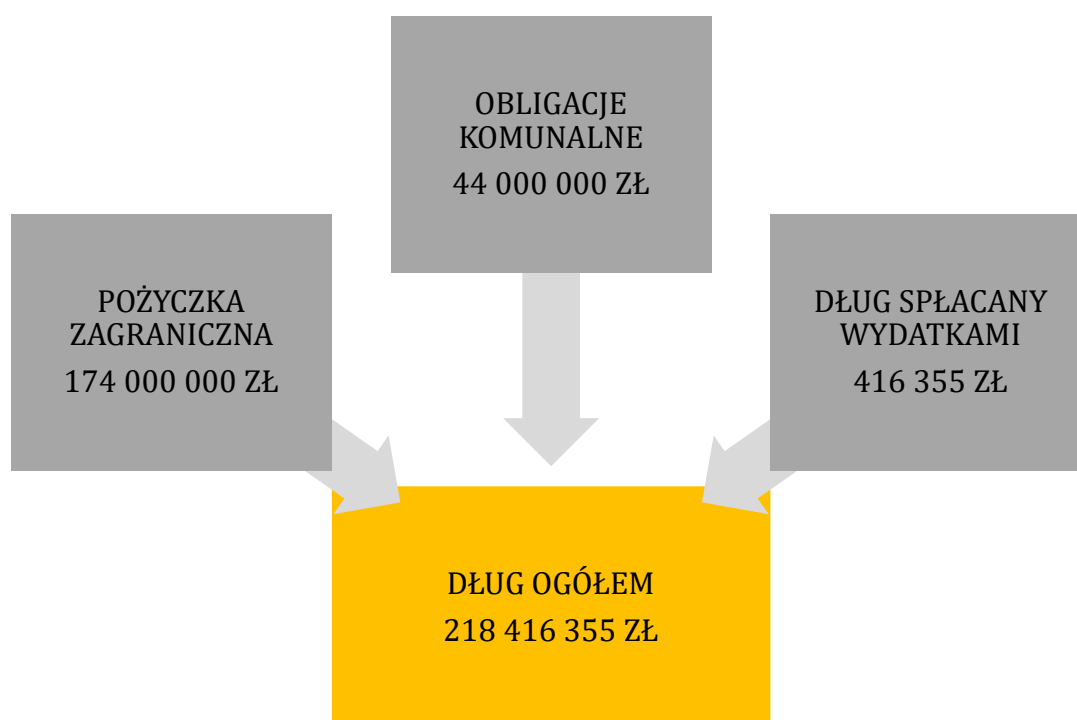 OBLIGACJE
KOMUNALNE
44 000 000 ZŁ
POŻYCZKA
ZAGRANICZNA
174 000 000 ZŁ
DŁUG SPŁACANY
WYDATKAMI
416 355 ZŁ
DŁUG OGÓŁEM
218 416 355 ZŁ